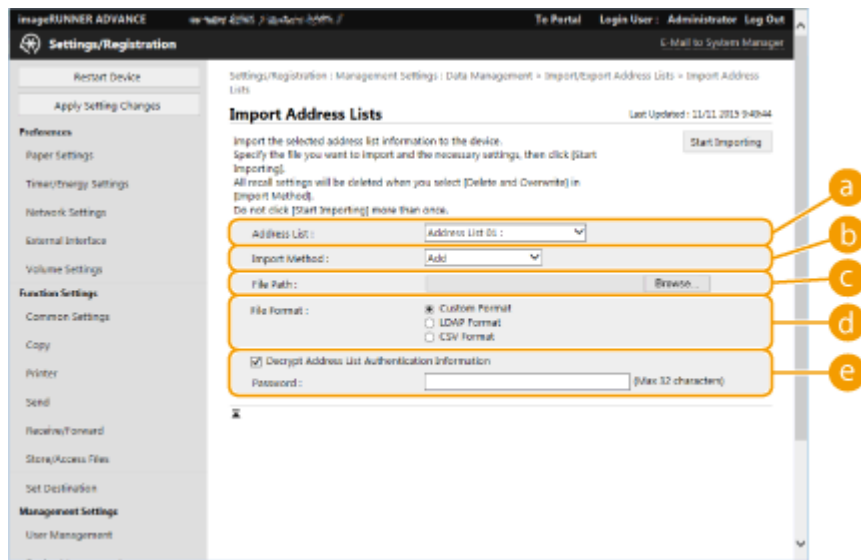 imageRUNNER ADVANCE
To Portal Login User : Administrator Log Out
Settings/Registration
E-Mail to System Manager
Restart Device
Apply Setting Changes
Preferences
Paper Settings
Timer/Energy Settings
Network Settings
External Interface
Volume Settings
Function Settings
Common Settings
Copy
Printer
Send
Receive/Forward
Store/Access Files
Set Destination
Management Settings
User Management
Settings/Registration : Management Settings : Data Management > Import/Export Address Lists > Import Address
Lists
Import Address Lists
Last Updated : 11/11 2015 9:40:44
Import the selected address list information to the device.
Start Importing
Specify the file you want to import and the necessary settings, then click [Start
Importing].
All recall settings will be deleted when you select [Delete and Overwrite] in
[Import Method].
Do not click [Start Importing] more than once.
Address List : Address List 01 :
a
Import Method : Add
b
File Path : Browse...
c
File Format : Custom Format
LDAP Format
CSV Format
d
Decrypt Address List Authentication Information
Password : (Max 32 characters)
e